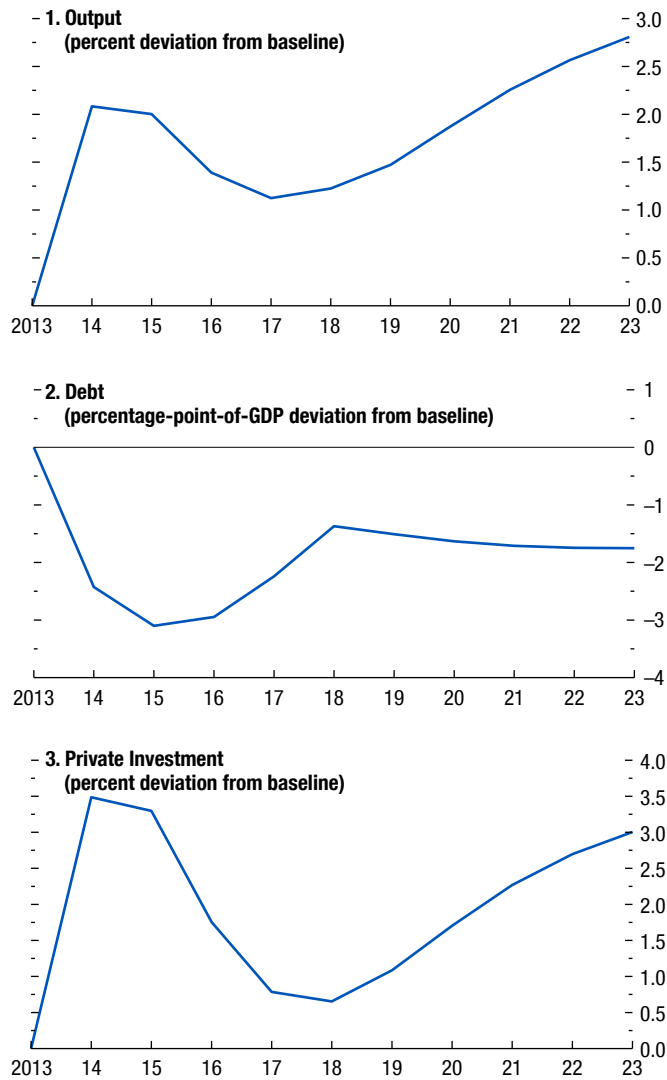 1. Output
(percent deviation from baseline)
3.0
2.5
2.0
1.5
1.0
0.5
0.0
2013 14 15 16 17 18 19 20 21 22 23
2. Debt
(percentage-point-of-GDP deviation from baseline)
1
0
–1
–2
–3
–4
2013 14 15 16 17 18 19 20 21 22 23
3. Private Investment
(percent deviation from baseline)
4.0
3.5
3.0
2.5
2.0
1.5
1.0
0.5
0.0
2013 14 15 16 17 18 19 20 21 22 23